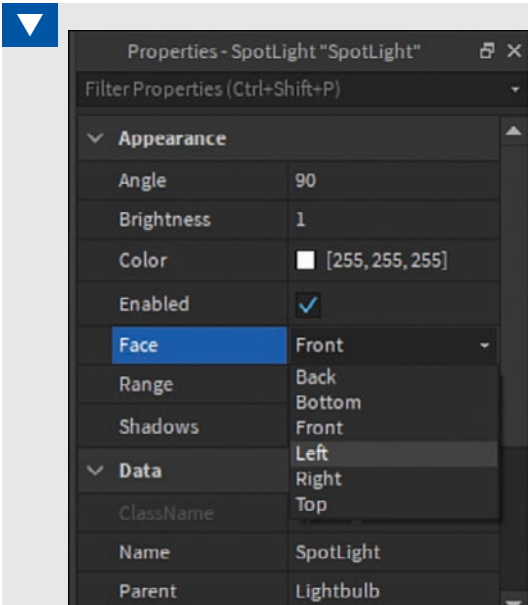 Properties - SpotLight "SpotLight"
Filter Properties (Ctrl+Shift+P)
Appearance
Angle 90
Brightness 1
Color [255, 255, 255]
Enabled
Face Front
Range Back
Bottom
Shadows Front
Left
Data Right
ClassName Top
Name SpotLight
Parent Lightbulb